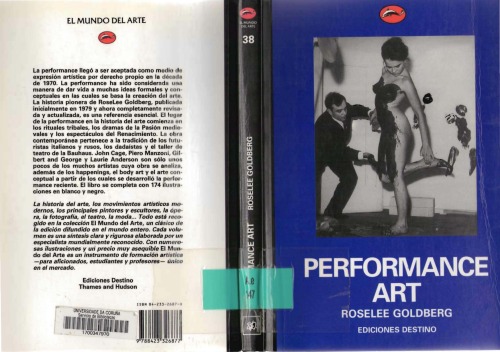 EL MUNDO DEL ARTE
La performance llegó a ser aceptada como medio de
expresión artística por derecho propio en la década
de 1970. La performance ha sido considerada una
manera de dar vida a muchas ideas formales y con-
ceptuales en las cuales se basa la creación del arte.
La historia pionera de RoseLee Goldberg, publicada
inicialmente en 1979 y ahora completamente revisa-
da y actualizada, es una referencia esencial. El lugar
de la performance en la historia del arte comienza en
los rituales tribales, los dramas de la Pasión medie-
vales y los espectáculos del Renacimiento. La obra
contemporánea pertenece a la tradición de los futu-
ristas italianos y rusos, los dadaístas y el taller de
teatro de la Bauhaus. John Cage, Piero Manzoni, Gil-
bert and George y Laurie Anderson son sólo unos
pocos de los muchos artistas cuya obra se analiza,
además de los happenings, el body art y el arte con-
ceptual a partir de los cuales se desarrolló la perfor-
mance reciente. El libro se completa con 174 ilustra-
ciones en blanco y negro.
La historia del arte, los movimientos artísticos mo-
dernos, los principales pintores y escultores, la ópe-
ra, la fotografía, el teatro, la moda... Todo está reco-
gido en la colección El Mundo del Arte, un clásico de
la edición difundido en el mundo entero. Cada volu-
men es una síntesis clara y rigurosa elaborada por un
especialista mundialmente reconocido. Con numero-
sas ilustraciones y un precio muy asequible El Mun-
do del Arte es un instrumento de formación artística
—para aficionados, estudiantes y profesores— único
en el mercado.
Ediciones Destino
Thames and Hudson
UNIVERSIDADE DA CORUÑA
Servicio de Bibliotecas
1700347070
ISBN
9 788423 326877
EL MUNDO
DEL ARTE
38
ROSELEE GOLDBERG
MANCE ART
147
PERFORMANCE
ART
ROSELEE GOLDBERG
EDICIONES DESTINO